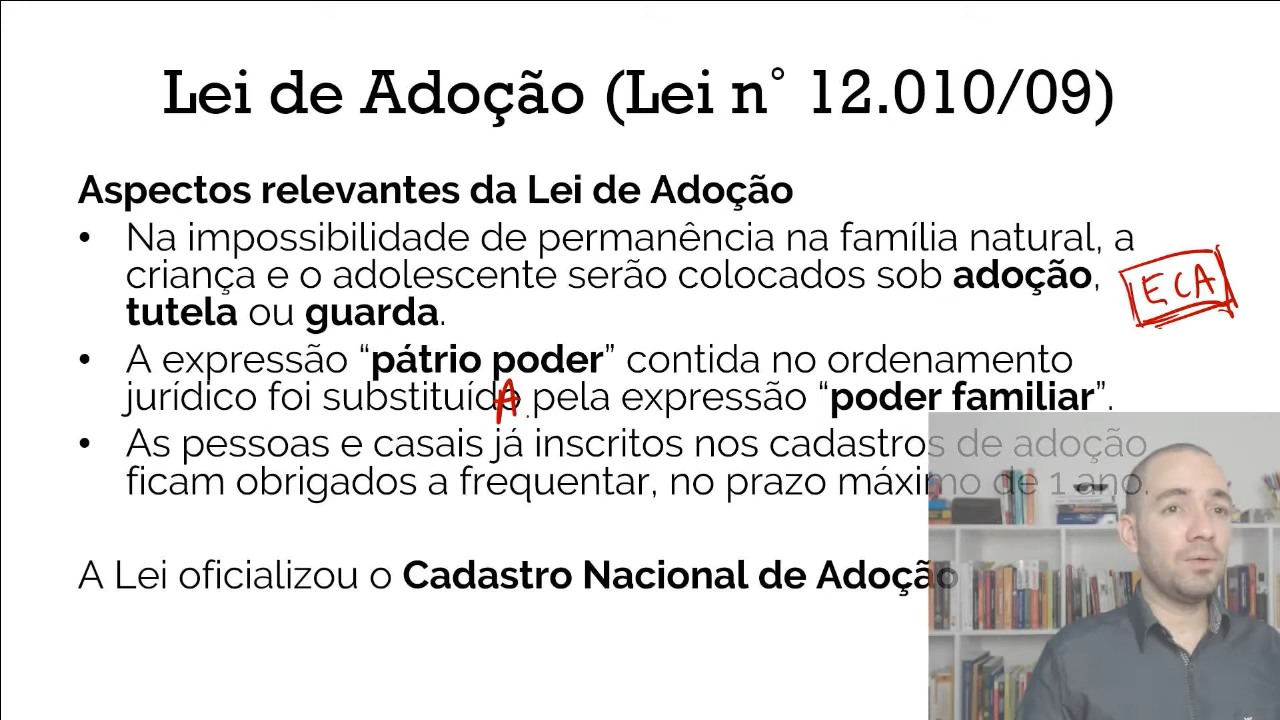 Lei de Adoção (Lei n° 12.010/09)
Aspectos relevantes da Lei de Adoção
• Na impossibilidade de permanência na família natural, a
criança e o adolescente serão colocados sob adoção,
tutela ou guarda.
ECA
• A expressão “pátrio poder” contida no ordenamento
jurídico foi substituídA pela expressão “poder familiar”.
• As pessoas e casais já inscritos nos cadastros de adoção
ficam obrigados a frequentar, no prazo máximo de 1 ano.
A Lei oficializou o Cadastro Nacional de Adoção